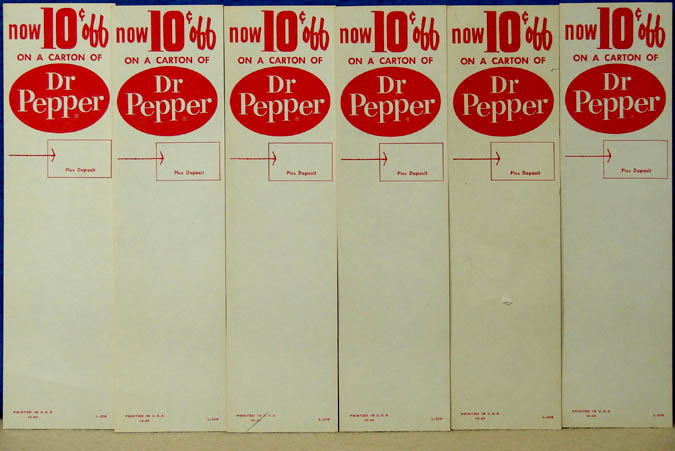 now 10¢ off
ON A CARTON OF
Dr
Pepper
Plus Deposit
PRINTED IN U.S.A.
now 10¢ off
ON A CARTON OF
Dr
Pepper
Plus Deposit
PRINTED IN U.S.A.
now 10¢ off
ON A CARTON OF
Dr
Pepper
Plus Deposit
PRINTED IN U.S.A.
now 10¢ off
ON A CARTON OF
Dr
Pepper
Plus Deposit
PRINTED IN U.S.A.
now 10¢ off
ON A CARTON OF
Dr
Pepper
Plus Deposit
PRINTED IN U.S.A.
now 10¢ off
ON A CARTON OF
Dr
Pepper
Plus Deposit
PRINTED IN U.S.A.